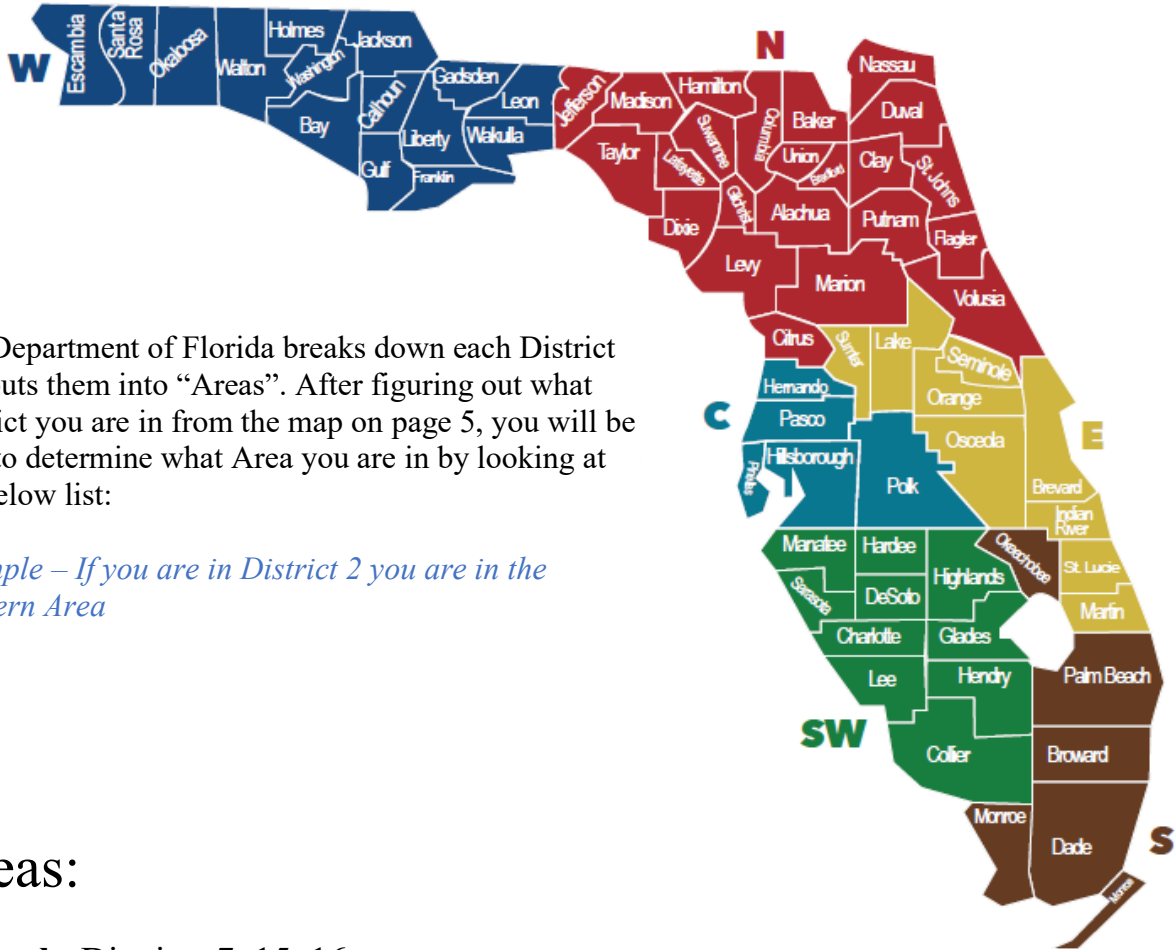 W
Escambia
Santa
Rosa
Okaloosa
Walton
Holmes
Washington
Jackson
Bay
Calhoun
Gulf
Gadsden
Liberty
Franklin
Leon
Wakulla
N
Jefferson
Madison
Taylor
Hamilton
Suwannee
Lafayette
Dixie
Columbia
Gilchrist
Baker
Union
Bradford
Alachua
Levy
Nassau
Duval
Clay
St. Johns
Putnam
Flagler
Marion
Volusia
Citrus
Department of Florida breaks down each District
uts them into “Areas”. After figuring out what
ict you are in from the map on page 5, you will be
to determine what Area you are in by looking at
elow list:
mple – If you are in District 2 you are in the
ern Area
Sumter
Lake
Seminole
Orange
Osceola
E
Brevard
Indian
River
St. Lucie
Martin
C
Hernando
Pasco
Pinellas
Hillsborough
Polk
SW
Manatee
Hardee
Sarasota
DeSoto
Highlands
Charlotte
Glades
Lee
Hendry
Collier
Okeechobee
Palm Beach
Broward
Monroe
Dade
S
Monroe
eas:
District 7, 15, 16